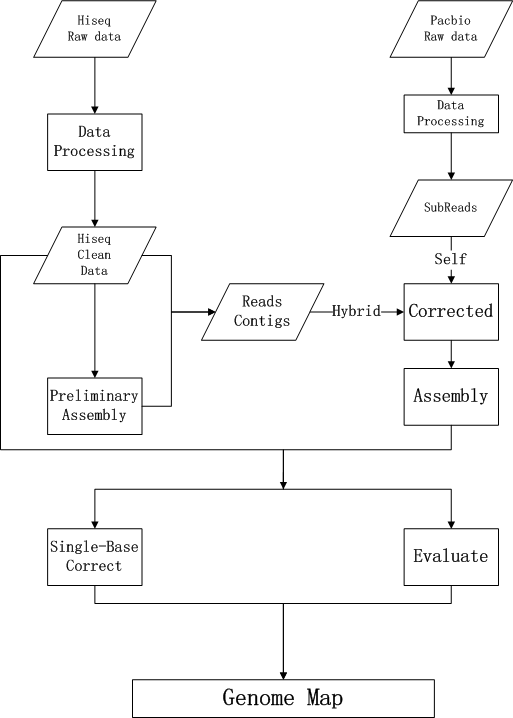 Hiseq
Raw data
Pacbio
Raw data
Data
Processing
Data
Processing
SubReads
Hiseq
Clean
Data
Self
Reads
Contigs
Hybrid
Corrected
Preliminary
Assembly
Assembly
Single-Base
Correct
Evaluate
Genome Map